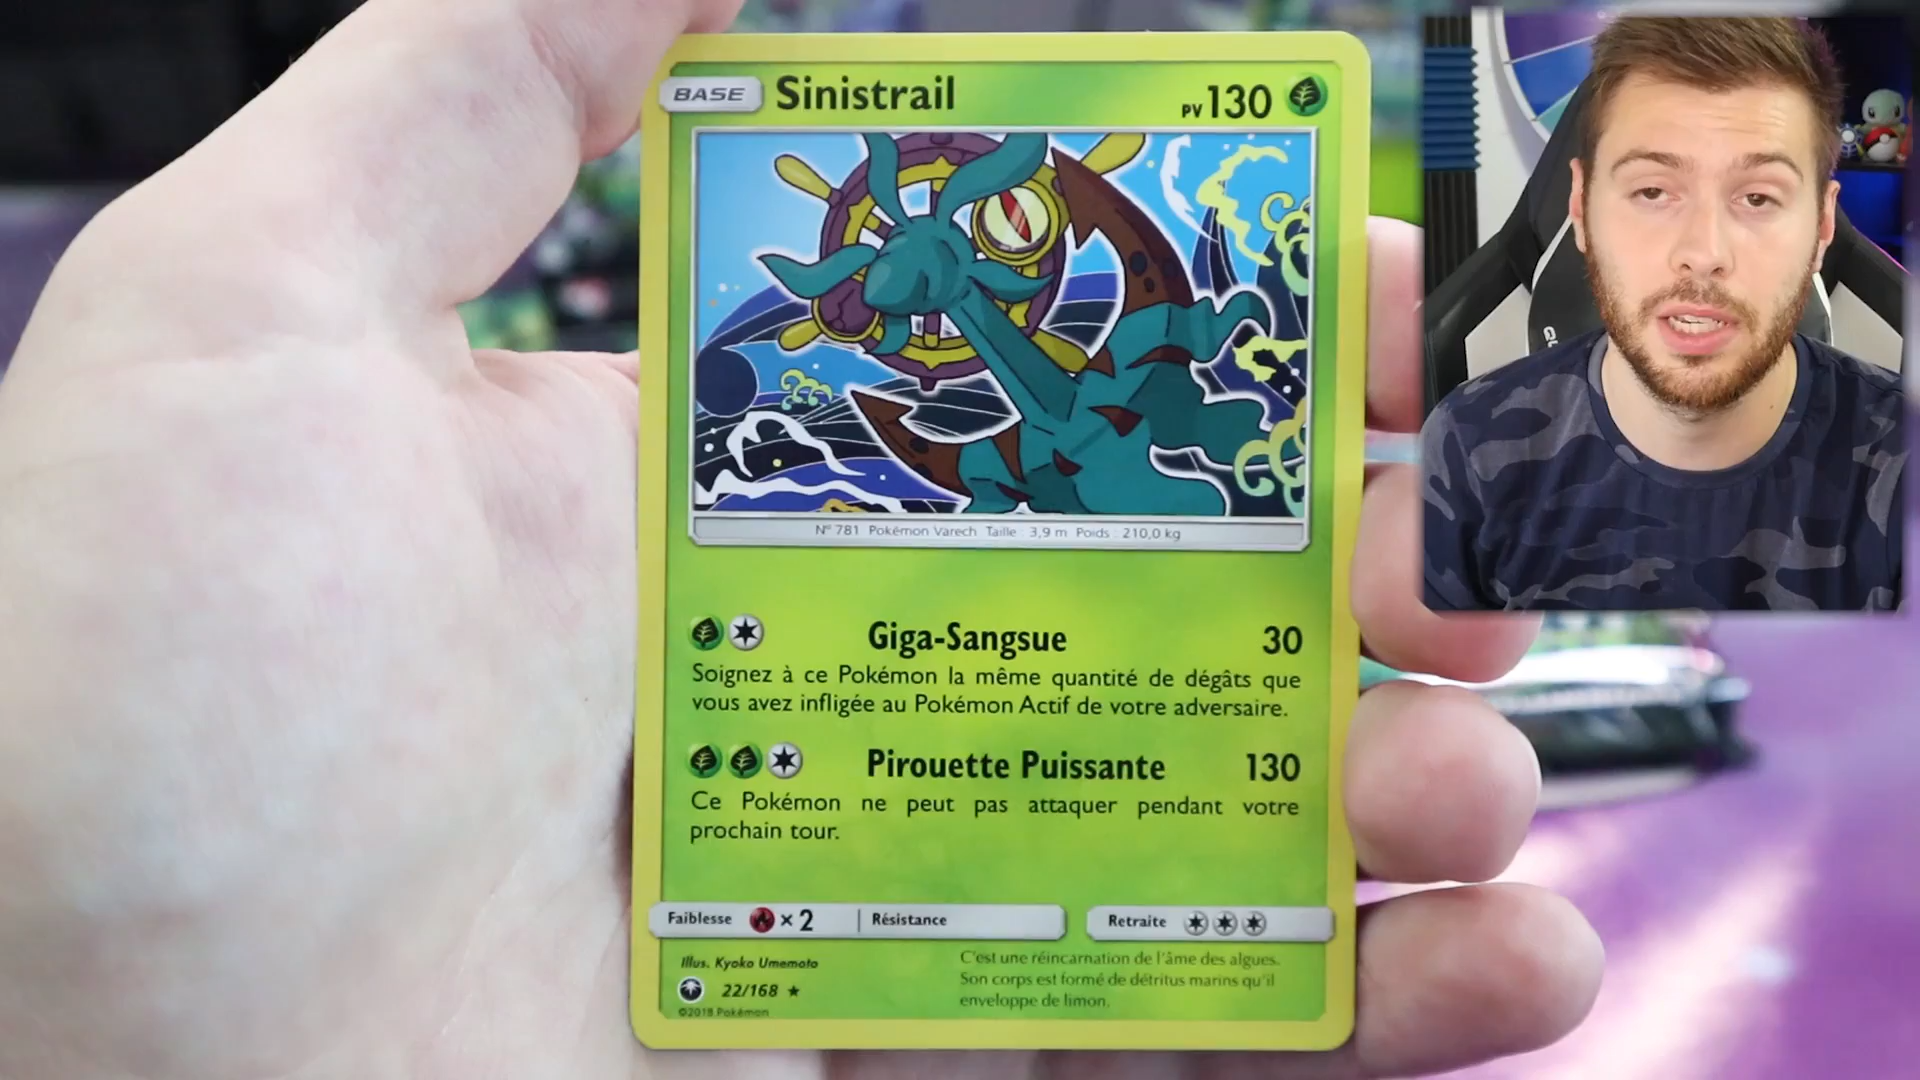 BASE Sinistrail PV 130
N° 781 Pokémon Varech Taille : 3,9 m Poids : 210,0 kg
Giga-Sangsue 30
Soignez à ce Pokémon la même quantité de dégâts que
vous avez infligée au Pokémon Actif de votre adversaire.
Pirouette Puissante 130
Ce Pokémon ne peut pas attaquer pendant votre
prochain tour.
Faiblesse ×2 Résistance Retraite
Illus. Kyoko Umemoto
22/168 ★
©2018 Pokémon
C'est une réincarnation de l'âme des algues.
Son corps est formé de détritus marins qu'il
enveloppe de limon.